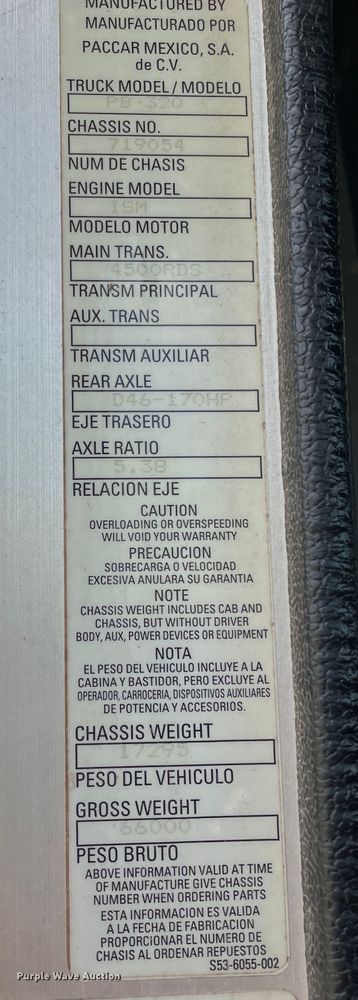 MANUFACTURED BY
MANUFACTURADO POR
PACCAR MEXICO, S.A.
de C.V.
TRUCK MODEL / MODELO
PB 320
CHASSIS NO.
719054
NUM DE CHASIS
ENGINE MODEL
ISM
MODELO MOTOR
MAIN TRANS.
4500RDS
TRANSM PRINCIPAL
AUX. TRANS
TRANSM AUXILIAR
REAR AXLE
D46-170HP
EJE TRASERO
AXLE RATIO
5.38
RELACION EJE
CAUTION
OVERLOADING OR OVERSPEEDING
WILL VOID YOUR WARRANTY
PRECAUCION
SOBRECARGA O VELOCIDAD
EXCESIVA ANULARA SU GARANTIA
NOTE
CHASSIS WEIGHT INCLUDES CAB AND
CHASSIS, BUT WITHOUT DRIVER
BODY, AUX, POWER DEVICES OR EQUIPMENT
NOTA
EL PESO DEL VEHICULO INCLUYE A LA
CABINA Y BASTIDOR, PERO EXCLUYE AL
OPERADOR, CARROCERIA, DISPOSITIVOS AUXILIARES
DE POTENCIA Y ACCESORIOS.
CHASSIS WEIGHT
17295
PESO DEL VEHICULO
GROSS WEIGHT
66000
PESO BRUTO
ABOVE INFORMATION VALID AT TIME
OF MANUFACTURE GIVE CHASSIS
NUMBER WHEN ORDERING PARTS
ESTA INFORMACION ES VALIDA
A LA FECHA DE FABRICACION
PROPORCIONAR EL NUMERO DE
CHASIS AL ORDENAR REPUESTOS
S53-6055-002
Purple Wave Auction